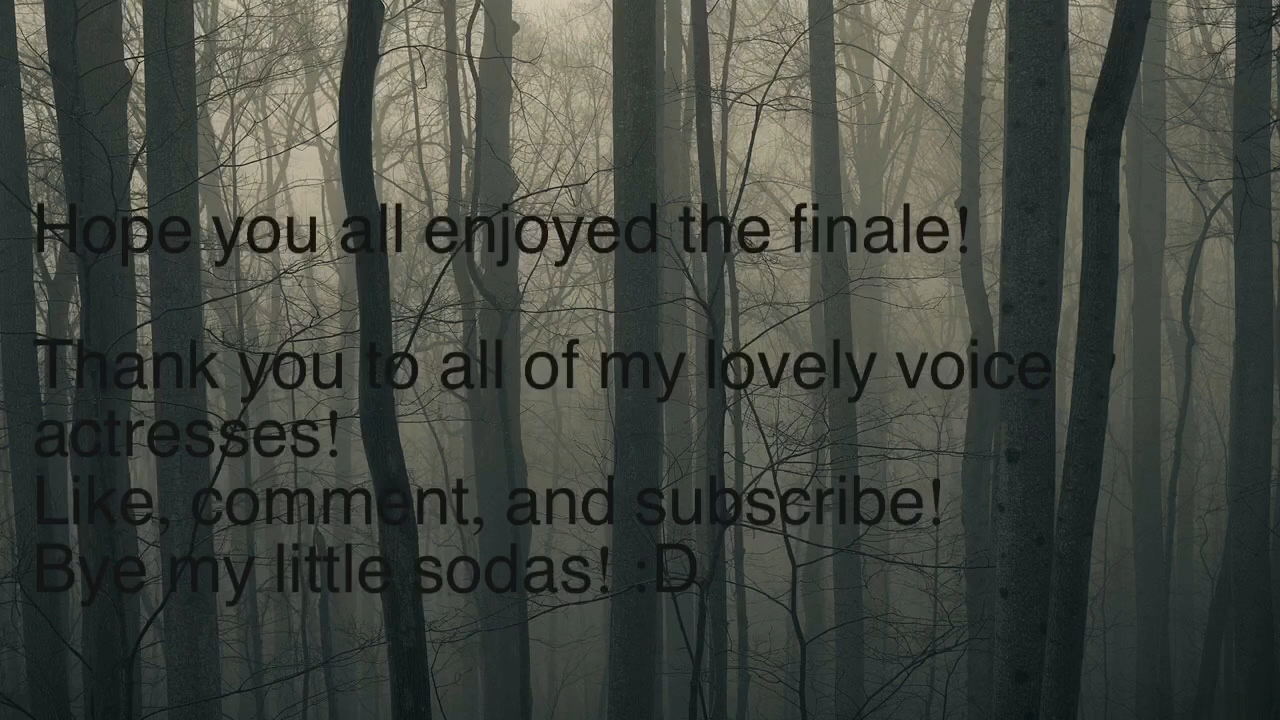 Hope you all enjoyed the finale!
Thank you to all of my lovely voice
actresses!
Like, comment, and subscribe!
Bye my little sodas! :D